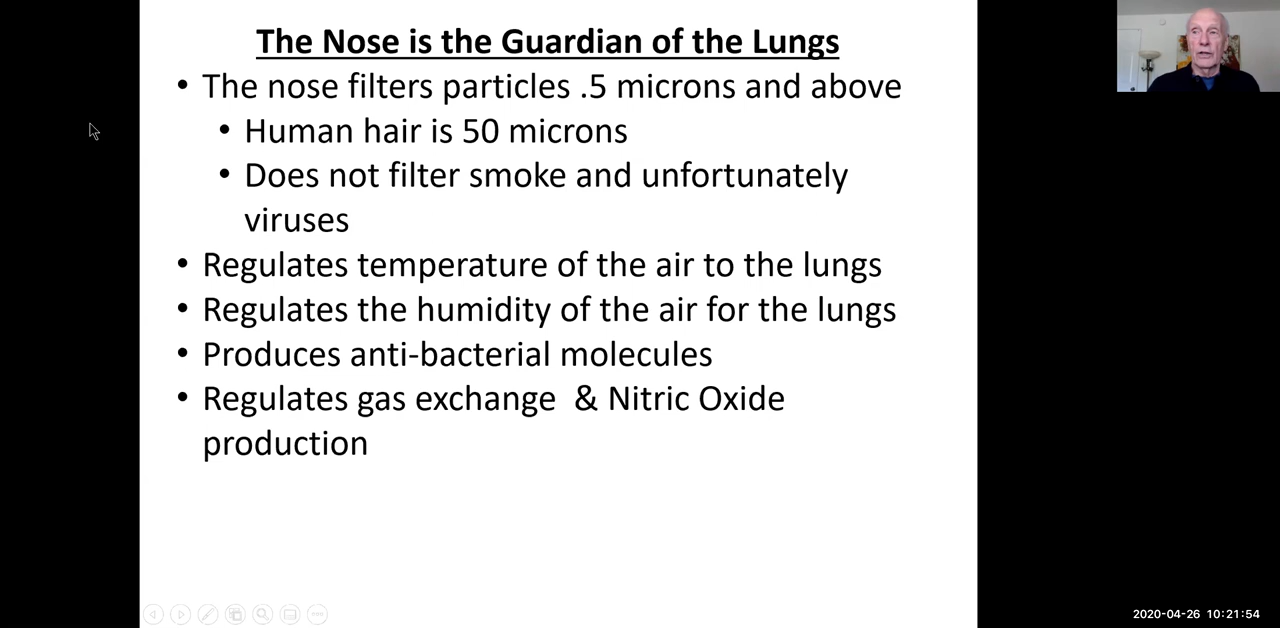 The Nose is the Guardian of the Lungs
• The nose filters particles .5 microns and above
• Human hair is 50 microns
• Does not filter smoke and unfortunately
viruses
• Regulates temperature of the air to the lungs
• Regulates the humidity of the air for the lungs
• Produces anti-bacterial molecules
• Regulates gas exchange  & Nitric Oxide
production
2020-04-26 10:21:54